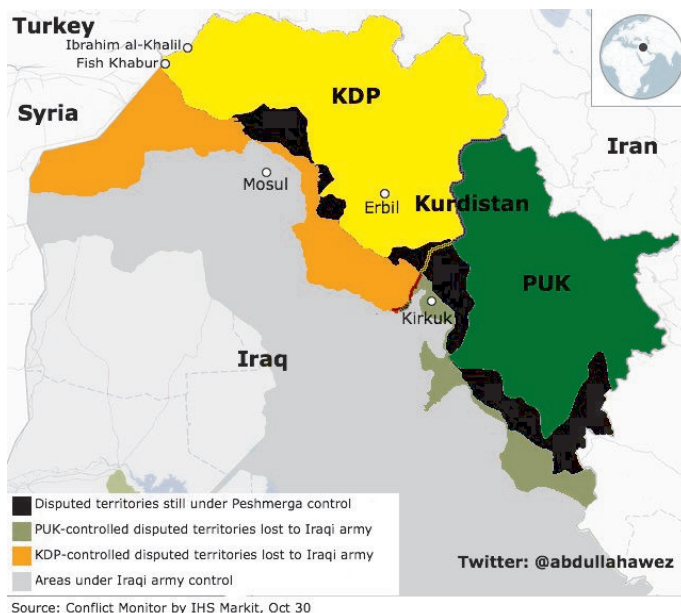 Turkey
Ibrahim al-Khalil
Fish Khabur
KDP
Syria
Iran
Mosul
Erbil
Kurdistan
PUK
Kirkuk
Iraq
Disputed territories still under Peshmerga control
PUK-controlled disputed territories lost to Iraqi army
KDP-controlled disputed territories lost to Iraqi army
Areas under Iraqi army control
Twitter: @abdullahawez
Source: Conflict Monitor by IHS Markit, Oct 30